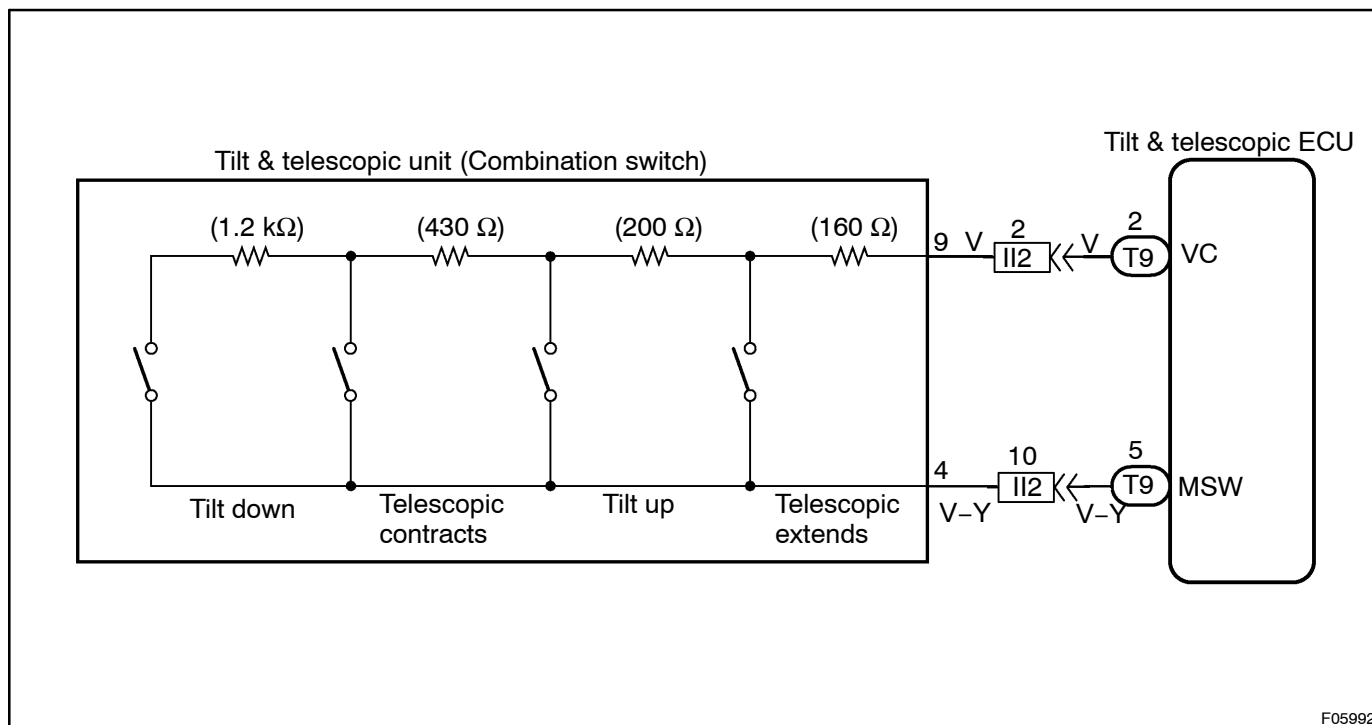 Tilt & telescopic ECU
Tilt & telescopic unit (Combination switch)
(1.2 kΩ) (430 Ω) (200 Ω) (160 Ω)
9 V 2 II2 V 2 T9 VC
4 V–Y 10 II2 V–Y 5 T9 MSW
Tilt down
Telescopic
contracts
Tilt up
Telescopic
extends
F05992